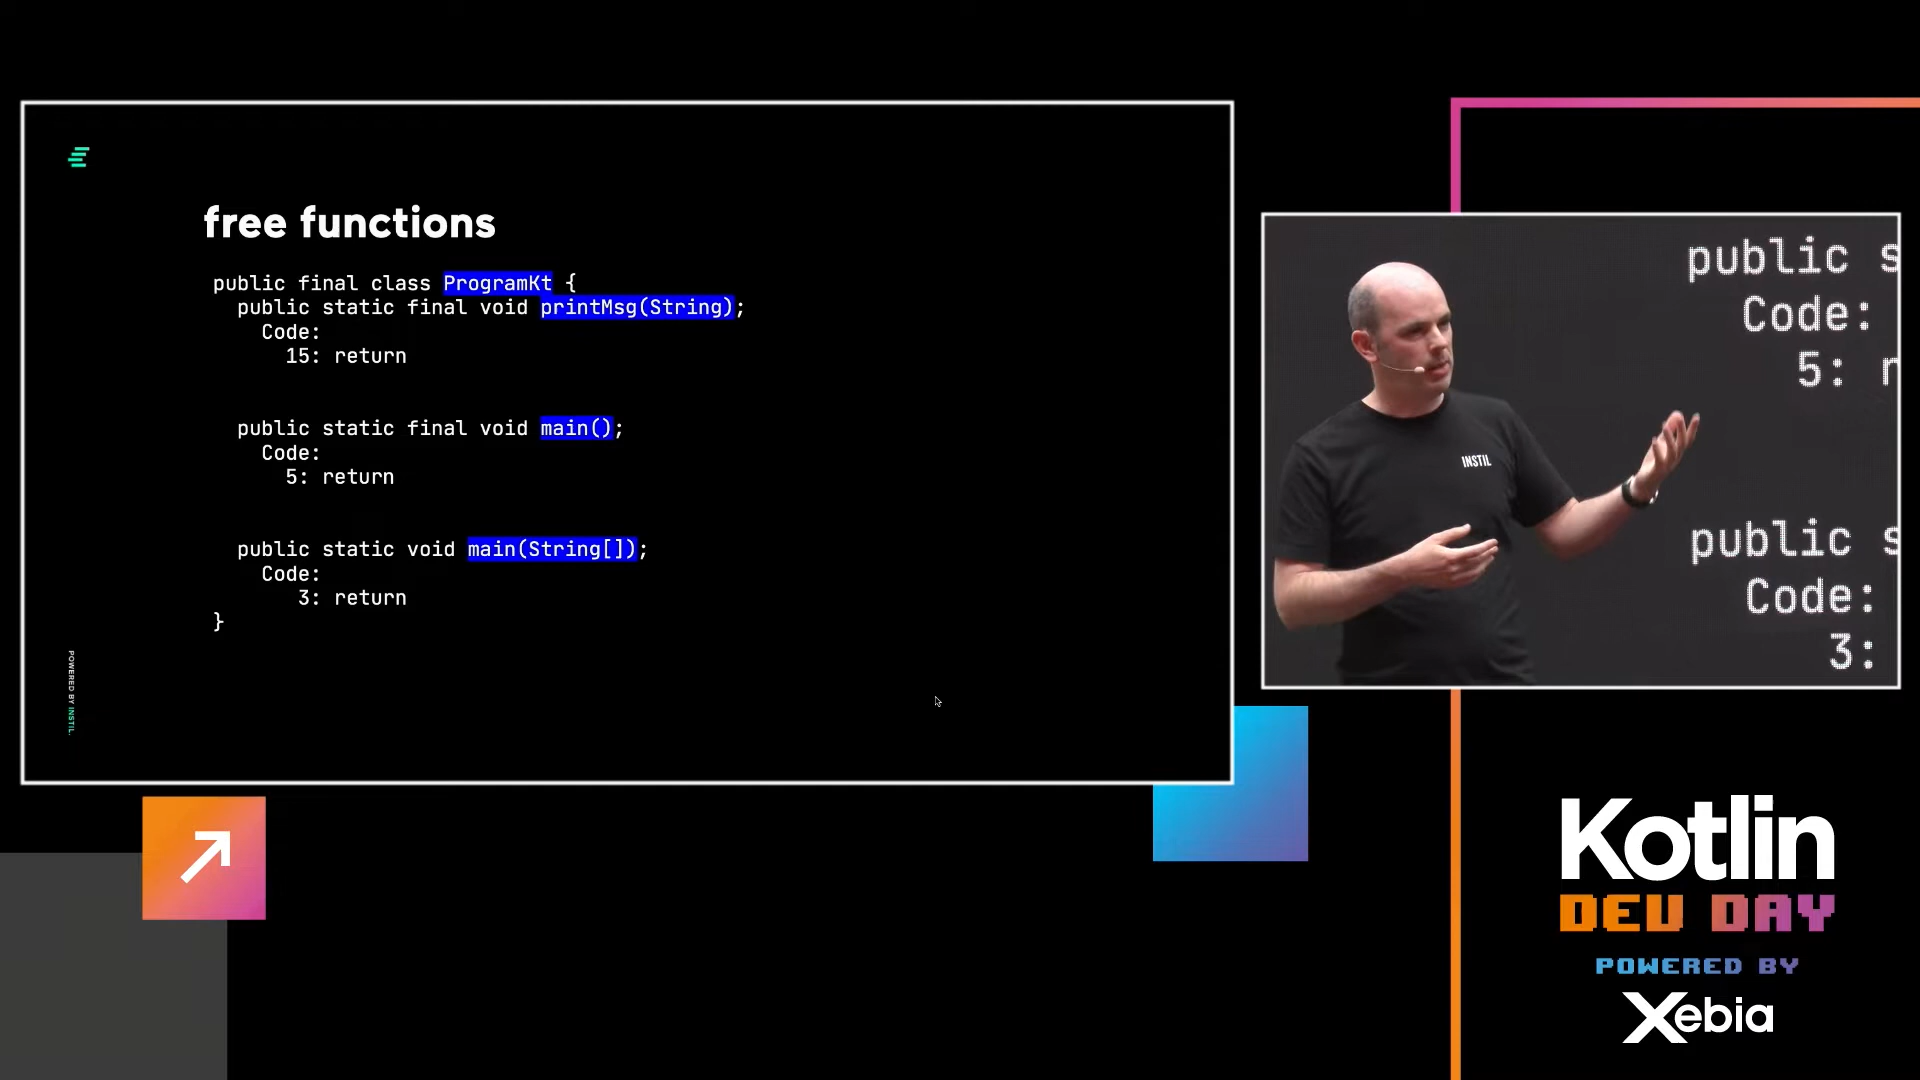 free functions
public final class ProgramKt {
public static final void printMsg(String);
Code:
15: return
public static final void main();
Code:
5: return
public static void main(String[]);
Code:
3: return
}
POWERED BY INSTIL.
public s
Code:
5: r
INSTIL
public s
Code:
3:
Kotlin
DEV DAY
POWERED BY
Xebia